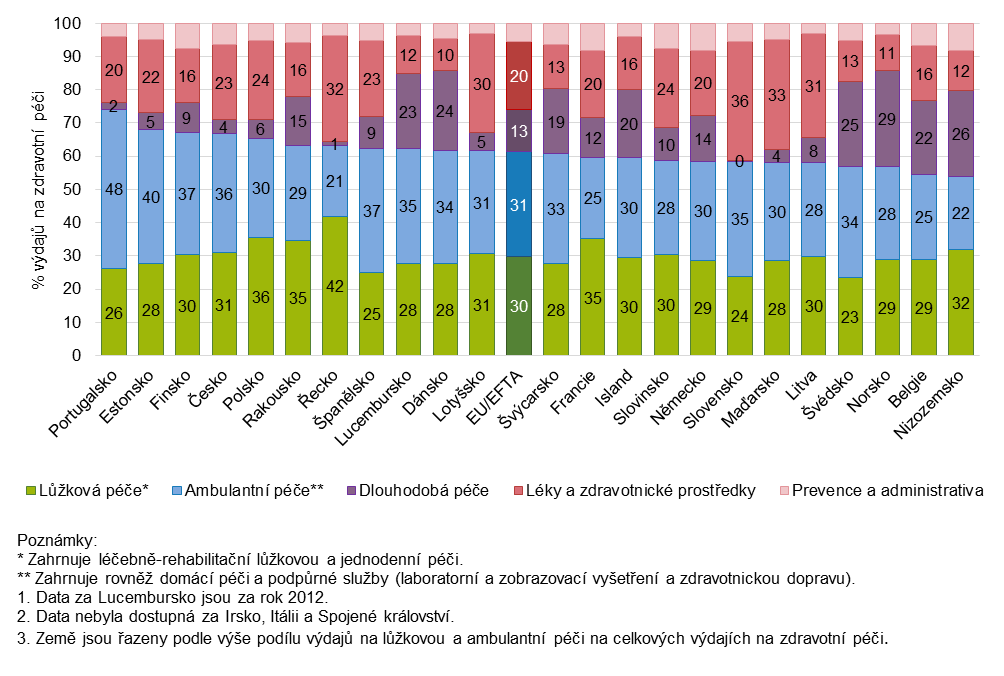 100
90
80
70
60
50
40
30
20
10
0
% výdajů na zdravotní péči
20 22 16 23 24 16 32 23 12 10 30 20 13 20 16 24 20 36 33 31 13 11 16 12
2 5 9 4 6 15 1 9 23 24 5 13 19 12 20 10 14 0 4 8 25 29 22 26
48 40 37 36 30 29 21 37 35 34 31 31 33 25 30 28 30 35 30 28 34 28 25 22
26 28 30 31 36 35 42 25 28 28 31 30 28 35 30 30 29 24 28 30 23 29 29 32
Portugalsko
Estonsko
Finsko
Česko
Polsko
Rakousko
Řecko
Španělsko
Lucembursko
Dánsko
Lotyšsko
EU/EFTA
Švýcarsko
Francie
Island
Slovinsko
Německo
Slovensko
Maďarsko
Litva
Švédsko
Norsko
Belgie
Nizozemsko
Lůžková péče* Ambulantní péče** Dlouhodobá péče Léky a zdravotnické prostředky Prevence a administrativa
Poznámky:
* Zahrnuje léčebně-rehabilitační lůžkovou a jednodenní péči.
** Zahrnuje rovněž domácí péči a podpůrné služby (laboratorní a zobrazovací vyšetření a zdravotnickou dopravu).
1. Data za Lucembursko jsou za rok 2012.
2. Data nebyla dostupná za Irsko, Itálii a Spojené království.
3. Země jsou řazeny podle výše podílu výdajů na lůžkovou a ambulantní péči na celkových výdajích na zdravotní péči.